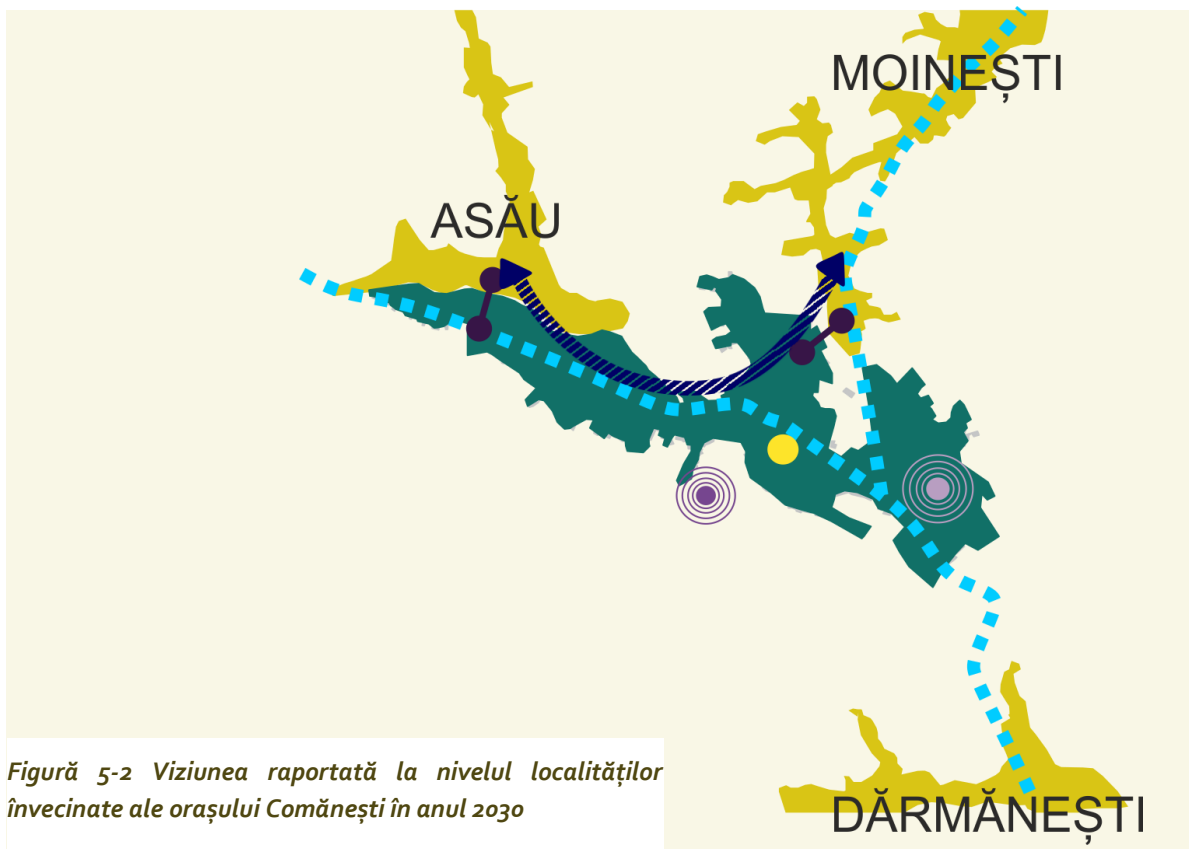 MOINEȘTI
ASĂU
Figură 5-2 Viziunea raportată la nivelul localităților
învecinate ale orașului Comănești în anul 2030
DĂRMĂNEȘTI